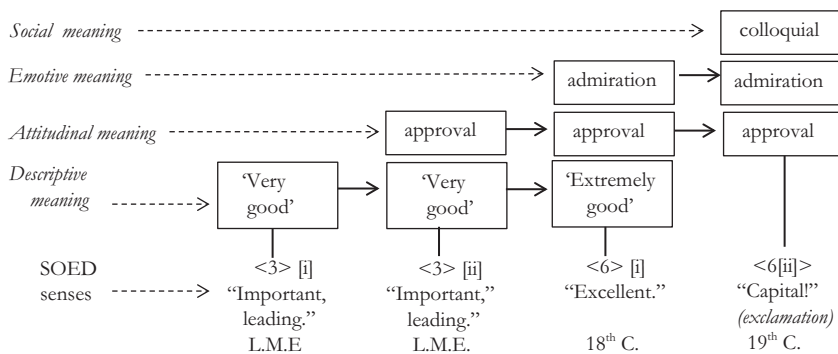 Social meaning
colloquial
Emotive meaning
admiration
admiration
Attitudinal meaning
approval
approval
approval
Descriptive
meaning
‘Very
good’
‘Very
good’
‘Extremely
good’
SOED
senses
<3> [i]
“Important,
leading.”
L.M.E
<3> [ii]
“Important,”
leading.”
L.M.E.
<6> [i]
“Excellent.”
18th C.
<6[ii]>
“Capital!”
(exclamation)
19th C.